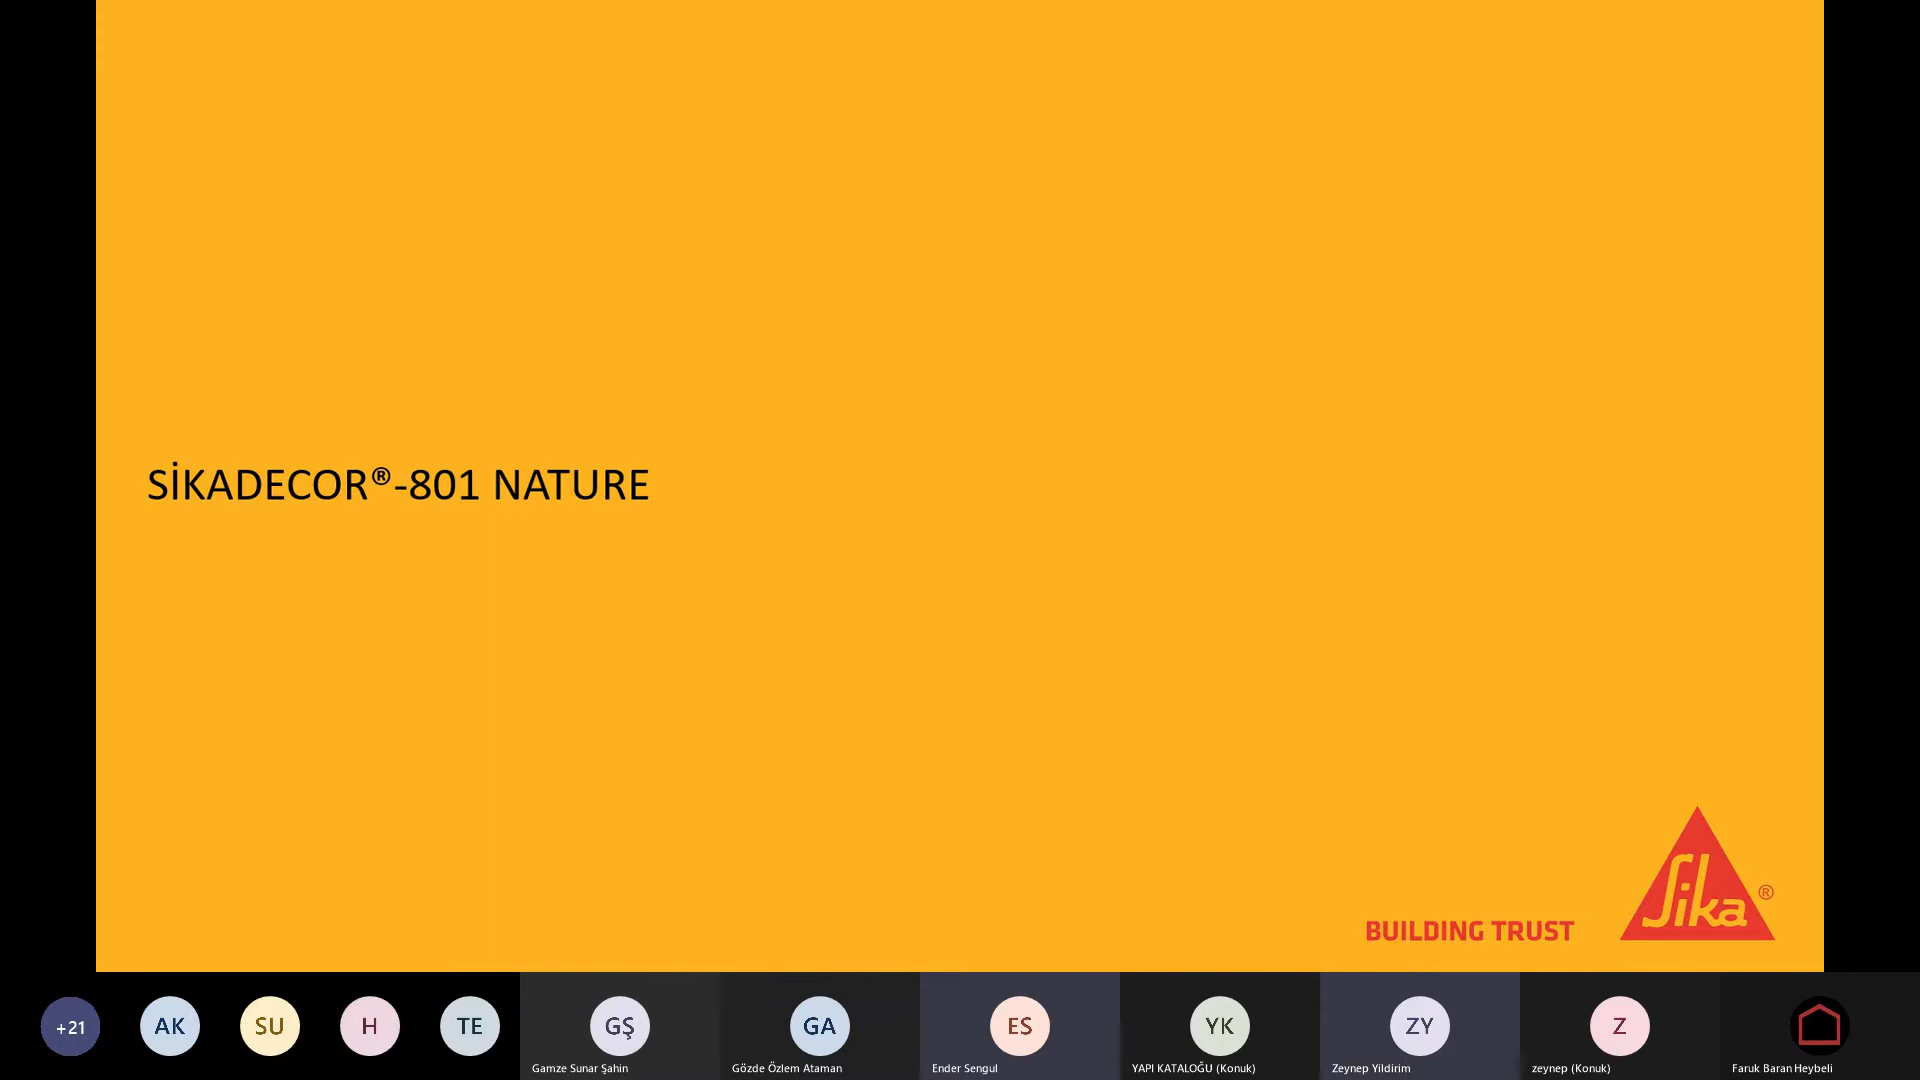 SİKADECOR®-801 NATURE
BUILDING TRUST
Sika®
+21
AK
SU
H
TE
GŞ
GA
ES
YK
ZY
Z
Gamze Sunar Şahin
Gözde Özlem Ataman
Ender Sengul
YAPI KATALOĞU (Konuk)
Zeynep Yildirim
zeynep (Konuk)
Faruk Baran Heybeli